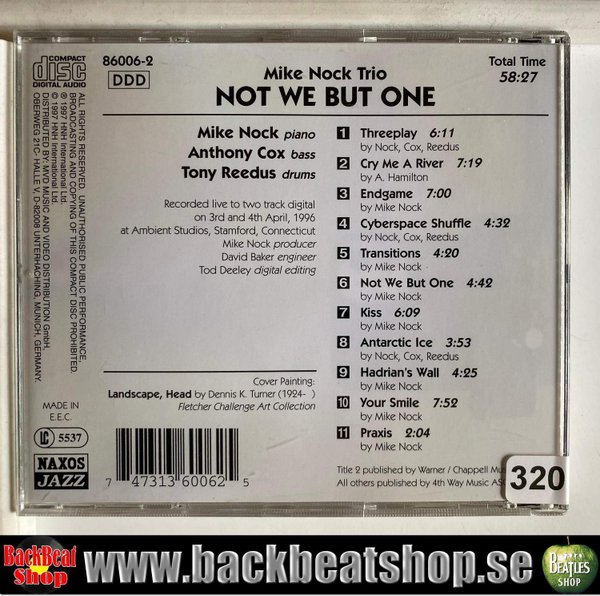 COMPACT
disc
DIGITAL AUDIO
86006-2
DDD
Mike Nock Trio
NOT WE BUT ONE
Total Time
58:27
Mike Nock piano
Anthony Cox bass
Tony Reedus drums
Recorded live to two track digital
on 3rd and 4th April, 1996
at Ambient Studios, Stamford, Connecticut
Mike Nock producer
David Baker engineer
Tod Deeley digital editing
1 Threeplay 6:11
by Nock, Cox, Reedus
2 Cry Me A River 7:19
by A. Hamilton
3 Endgame 7:00
by Mike Nock
4 Cyberspace Shuffle 4:32
by Nock, Cox, Reedus
5 Transitions 4:20
by Mike Nock
6 Not We But One 4:42
by Mike Nock
7 Kiss 6:09
by Mike Nock
8 Antarctic Ice 3:53
by Nock, Cox, Reedus
9 Hadrian's Wall 4:25
by Mike Nock
10 Your Smile 7:52
by Mike Nock
11 Praxis 2:04
by Mike Nock
Cover Painting:
Landscape, Head by Dennis K. Turner (1924- )
Fletcher Challenge Art Collection
ALL RIGHTS RESERVED. UNAUTHORISED PUBLIC PERFORMANCE,
BROADCASTING AND COPYING OF THIS COMPACT DISC PROHIBITED.
℗ 1997 HNH International Ltd.
© 1997 HNH International Ltd.
DISTRIBUTED BY: MVD MUSIC AND VIDEO DISTRIBUTION GmbH,
OBERWEG 21C- HALLE V, D-82008 UNTERHACHING, MUNICH, GERMANY.
MADE IN
E.E.C.
LC 5537
NAXOS
JAZZ
7 47313 60062 5
Title 2 published by Warner / Chappell
All others published by 4th Way Music
320
BackBeat
Shop
www.backbeatshop.se
BEATLES
SHOP